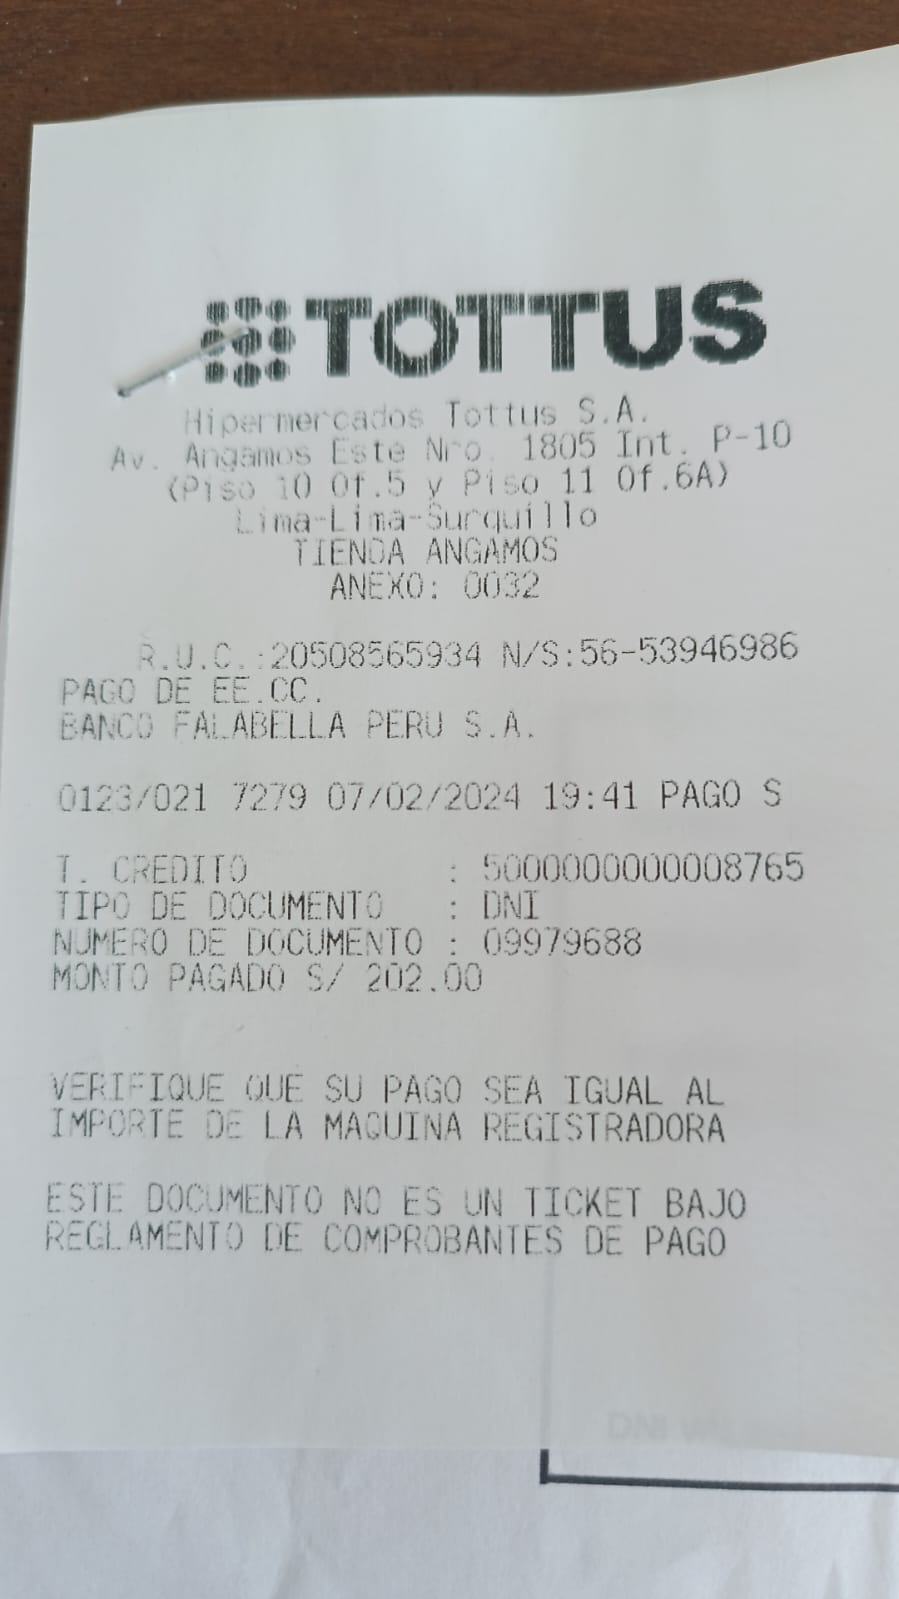 TOTTUS
Hipermercados Tottus S.A.
Av. Angamos Este Nro. 1805 Int. P-10
(Piso 10 Of.5 y Piso 11 Of.6A)
Lima-Lima-Surquillo
TIENDA ANGAMOS
ANEXO: 0032
R.U.C.:20508565934 N/S:56-53946986
PAGO DE EE.CC.
BANCO FALABELLA PERU S.A.
0123/021 7279 07/02/2024 19:41 PAGO S
T. CREDITO : 5000000000008765
TIPO DE DOCUMENTO : DNI
NUMERO DE DOCUMENTO : 09979688
MONTO PAGADO S/ 202.00
VERIFIQUE QUE SU PAGO SEA IGUAL AL
IMPORTE DE LA MAQUINA REGISTRADORA
ESTE DOCUMENTO NO ES UN TICKET BAJO
REGLAMENTO DE COMPROBANTES DE PAGO
DNI